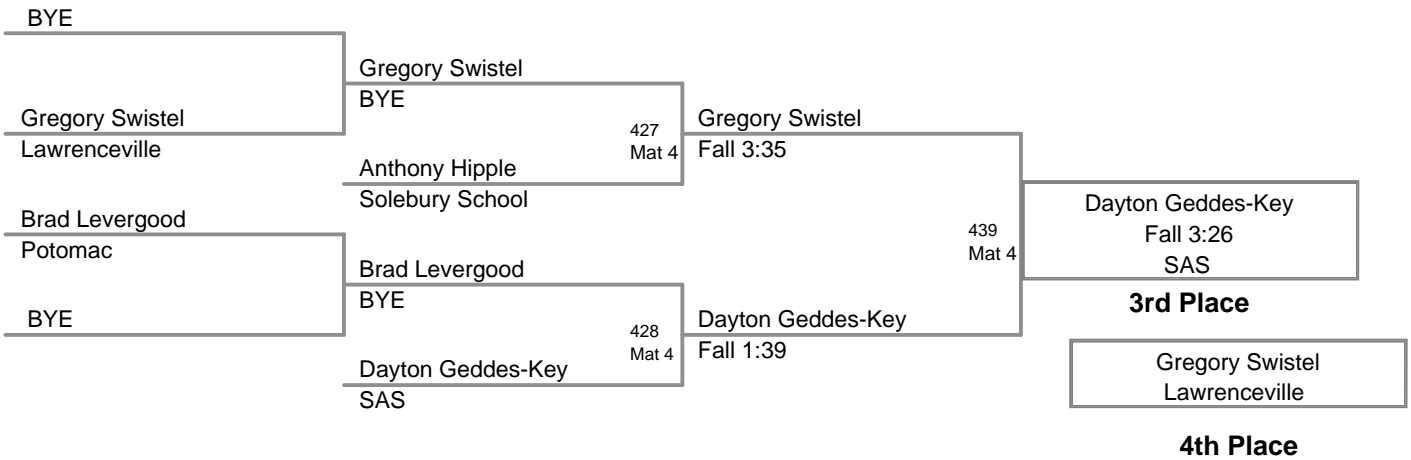 BYE
Gregory Swistel
BYE
Gregory Swistel
Lawrenceville
427
Mat 4
Gregory Swistel
Fall 3:35
Anthony Hipple
Solebury School
Brad Levergood
Potomac
439
Mat 4
Dayton Geddes-Key
Fall 3:26
SAS
3rd Place
Brad Levergood
BYE
BYE
428
Mat 4
Dayton Geddes-Key
Fall 1:39
Dayton Geddes-Key
SAS
Gregory Swistel
Lawrenceville
4th Place